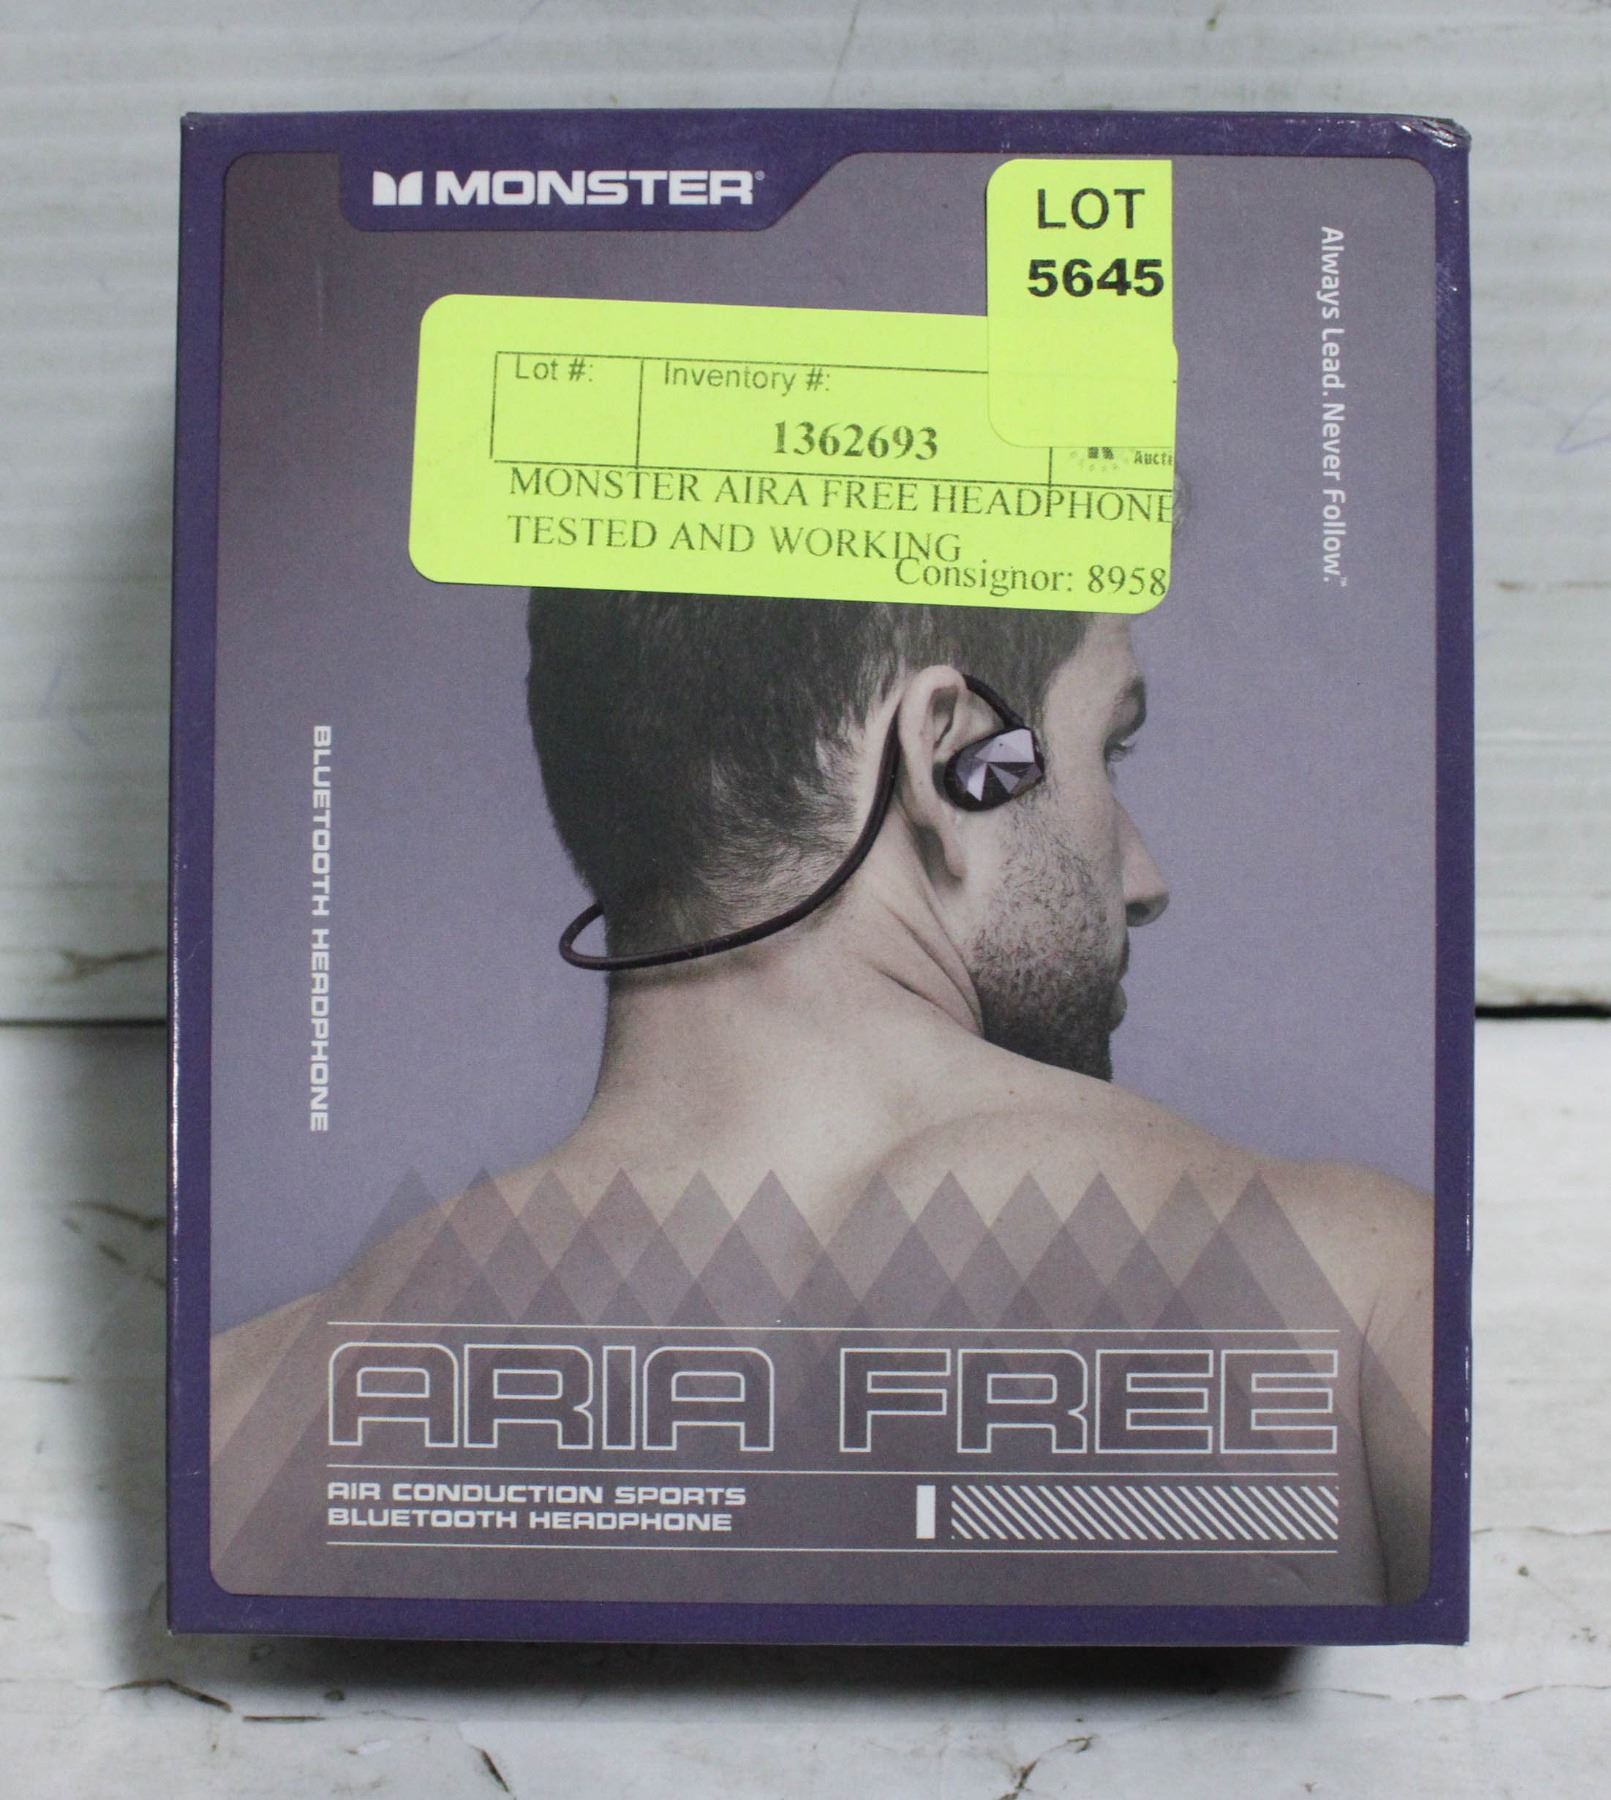 MONSTER®
LOT
5645
Always Lead. Never Follow.™
Lot #:
Inventory #:
1362693
MONSTER AIRA FREE HEADPHONE
TESTED AND WORKING
Consignor: 8958
BLUETOOTH HEADPHONE
ARIA FREE
AIR CONDUCTION SPORTS
BLUETOOTH HEADPHONE